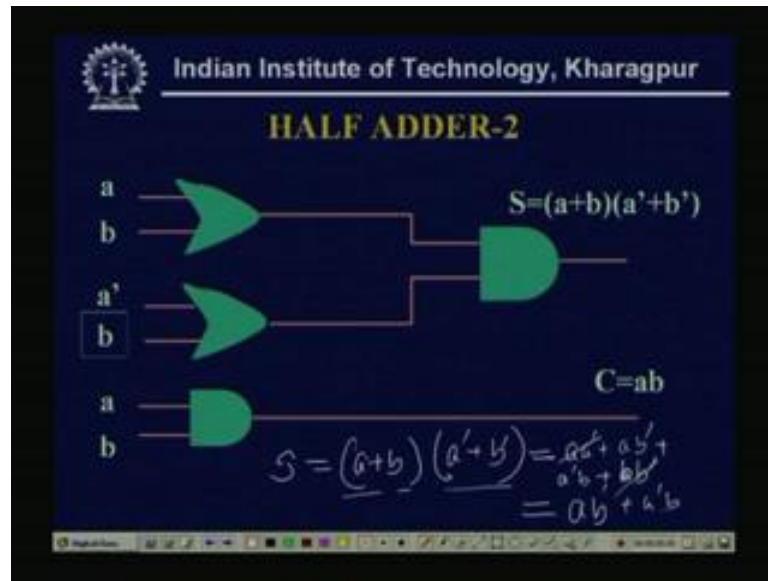 Indian Institute of Technology, Kharagpur
HALF ADDER-2
a
b
S=(a+b)(a’+b’)
a’
b
C=ab
a
b
S = (a+b) (a'+b') = aa' + ab' +
a'b + bb'
= ab + a'b